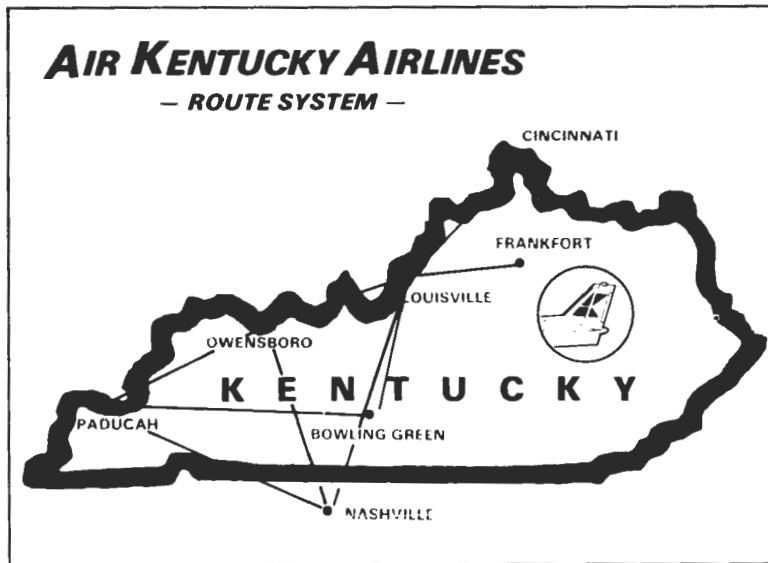 AIR KENTUCKY AIRLINES
— ROUTE SYSTEM —
CINCINNATI
FRANKFORT
LOUISVILLE
OWENSBORO
KENTUCKY
PADUCAH
BOWLING GREEN
NASHVILLE